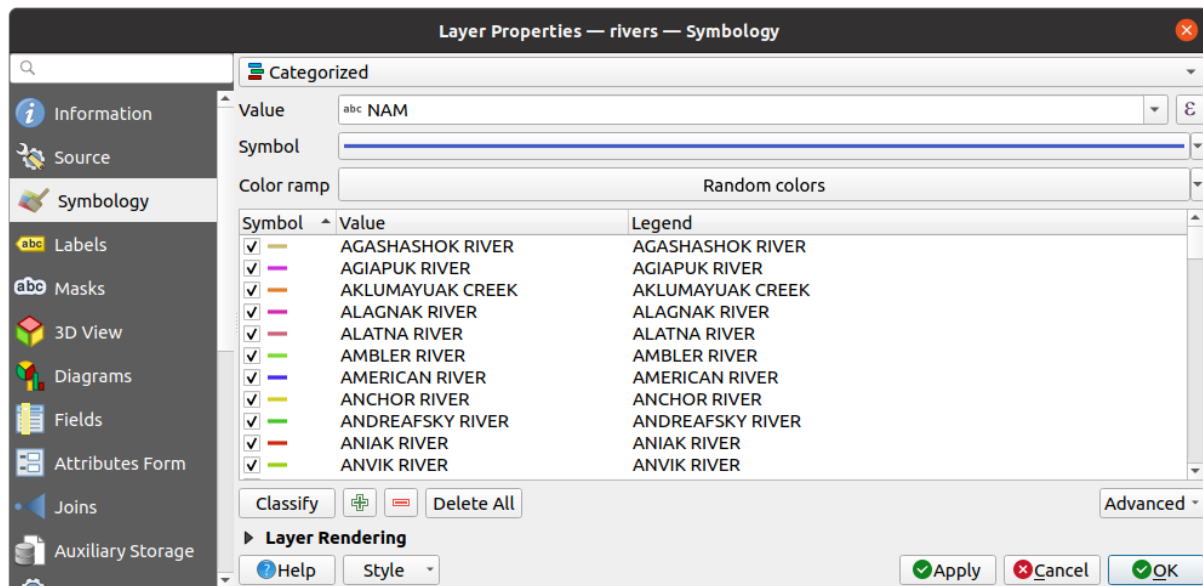 Layer Properties — rivers — Symbology
Information
Source
Symbology
abc Labels
abc Masks
3D View
Diagrams
Fields
Attributes Form
Joins
Auxiliary Storage
Categorized
Value abc NAM ε
Symbol
Color ramp Random colors
Symbol Value Legend
AGASHASHOK RIVER AGASHASHOK RIVER
AGIAPUK RIVER AGIAPUK RIVER
AKLUMAYUAK CREEK AKLUMAYUAK CREEK
ALAGNAK RIVER ALAGNAK RIVER
ALATNA RIVER ALATNA RIVER
AMBLER RIVER AMBLER RIVER
AMERICAN RIVER AMERICAN RIVER
ANCHOR RIVER ANCHOR RIVER
ANDREAFSKY RIVER ANDREAFSKY RIVER
ANIAK RIVER ANIAK RIVER
ANVIK RIVER ANVIK RIVER
Classify Delete All Advanced
Layer Rendering
Help Style Apply Cancel OK